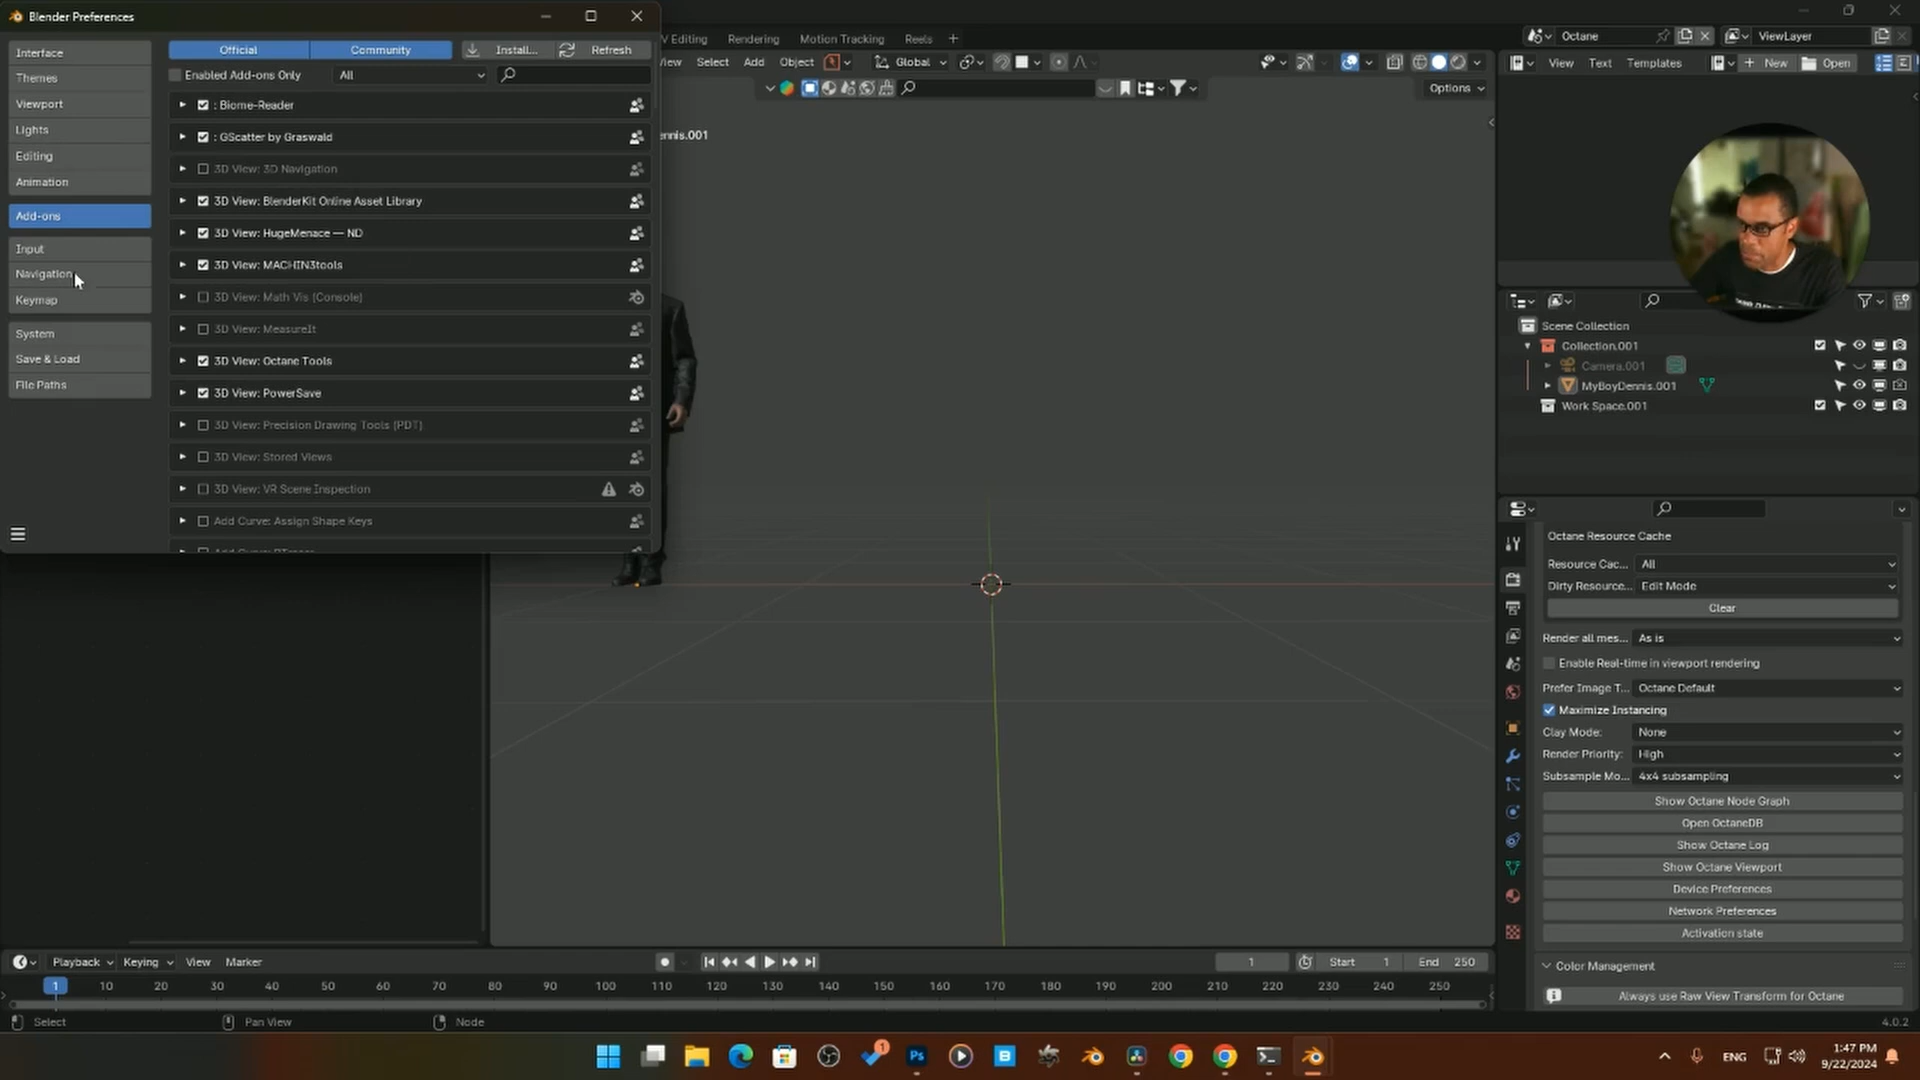 Blender Preferences
Interface
Themes
Viewport
Lights
Editing
Animation
Add-ons
Input
Navigation
Keymap
System
Save & Load
File Paths
Official
Community
Install...
Refresh
Enabled Add-ons Only
All
: Biome-Reader
: GScatter by Graswald
3D View: 3D Navigation
3D View: BlenderKit Online Asset Library
3D View: HugeMenace — ND
3D View: MACHIN3tools
3D View: Math Vis (Console)
3D View: MeasureIt
3D View: Octane Tools
3D View: PowerSave
3D View: Precision Drawing Tools (PDT)
3D View: Stored Views
3D View: VR Scene Inspection
Add Curve: Assign Shape Keys
V Editing
Rendering
Motion Tracking
Reels
+
Octane
ViewLayer
iew
Select
Add
Object
Global
Options
ennis.001
View
Text
Templates
New
Open
Scene Collection
Collection.001
Camera.001
MyBoyDennis.001
Work Space.001
Octane Resource Cache
Resource Cac... All
Dirty Resource... Edit Mode
Clear
Render all mes... As is
Enable Real-time in viewport rendering
Prefer Image T... Octane Default
Maximize Instancing
Clay Mode: None
Render Priority: High
Subsample Mo... 4x4 subsampling
Show Octane Node Graph
Open OctaneDB
Show Octane Log
Show Octane Viewport
Device Preferences
Network Preferences
Activation state
Color Management
Always use Raw View Transform for Octane
Playback
Keying
View
Marker
1
Start 1
End 250
1 10 20 30 40 50 60 70 80 90 100 110 120 130 140 150 160 170 180 190 200 210 220 230 240 250
Select
Pan View
Node
4.0.2
1
Ps
B
ENG
1:47 PM
9/22/2024